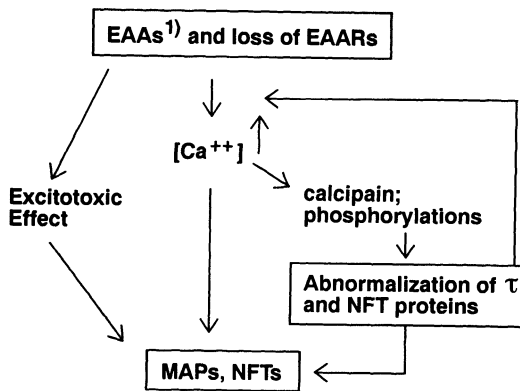 EAAs1) and loss of EAARs
[Ca++]
Excitotoxic
Effect
calcipain;
phosphorylations
Abnormalization of τ
and NFT proteins
MAPs, NFTs